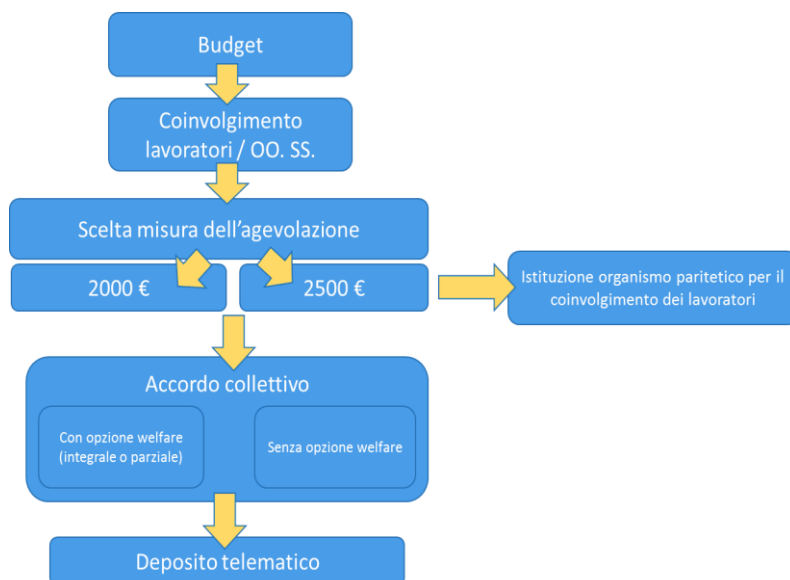 Budget
Coinvolgimento
lavoratori / OO. SS.
Scelta misura dell'agevolazione
2000 €
2500 €
Istituzione organismo paritetico per il
coinvolgimento dei lavoratori
Accordo collettivo
Con opzione welfare
(integrale o parziale)
Senza opzione welfare
Deposito telematico